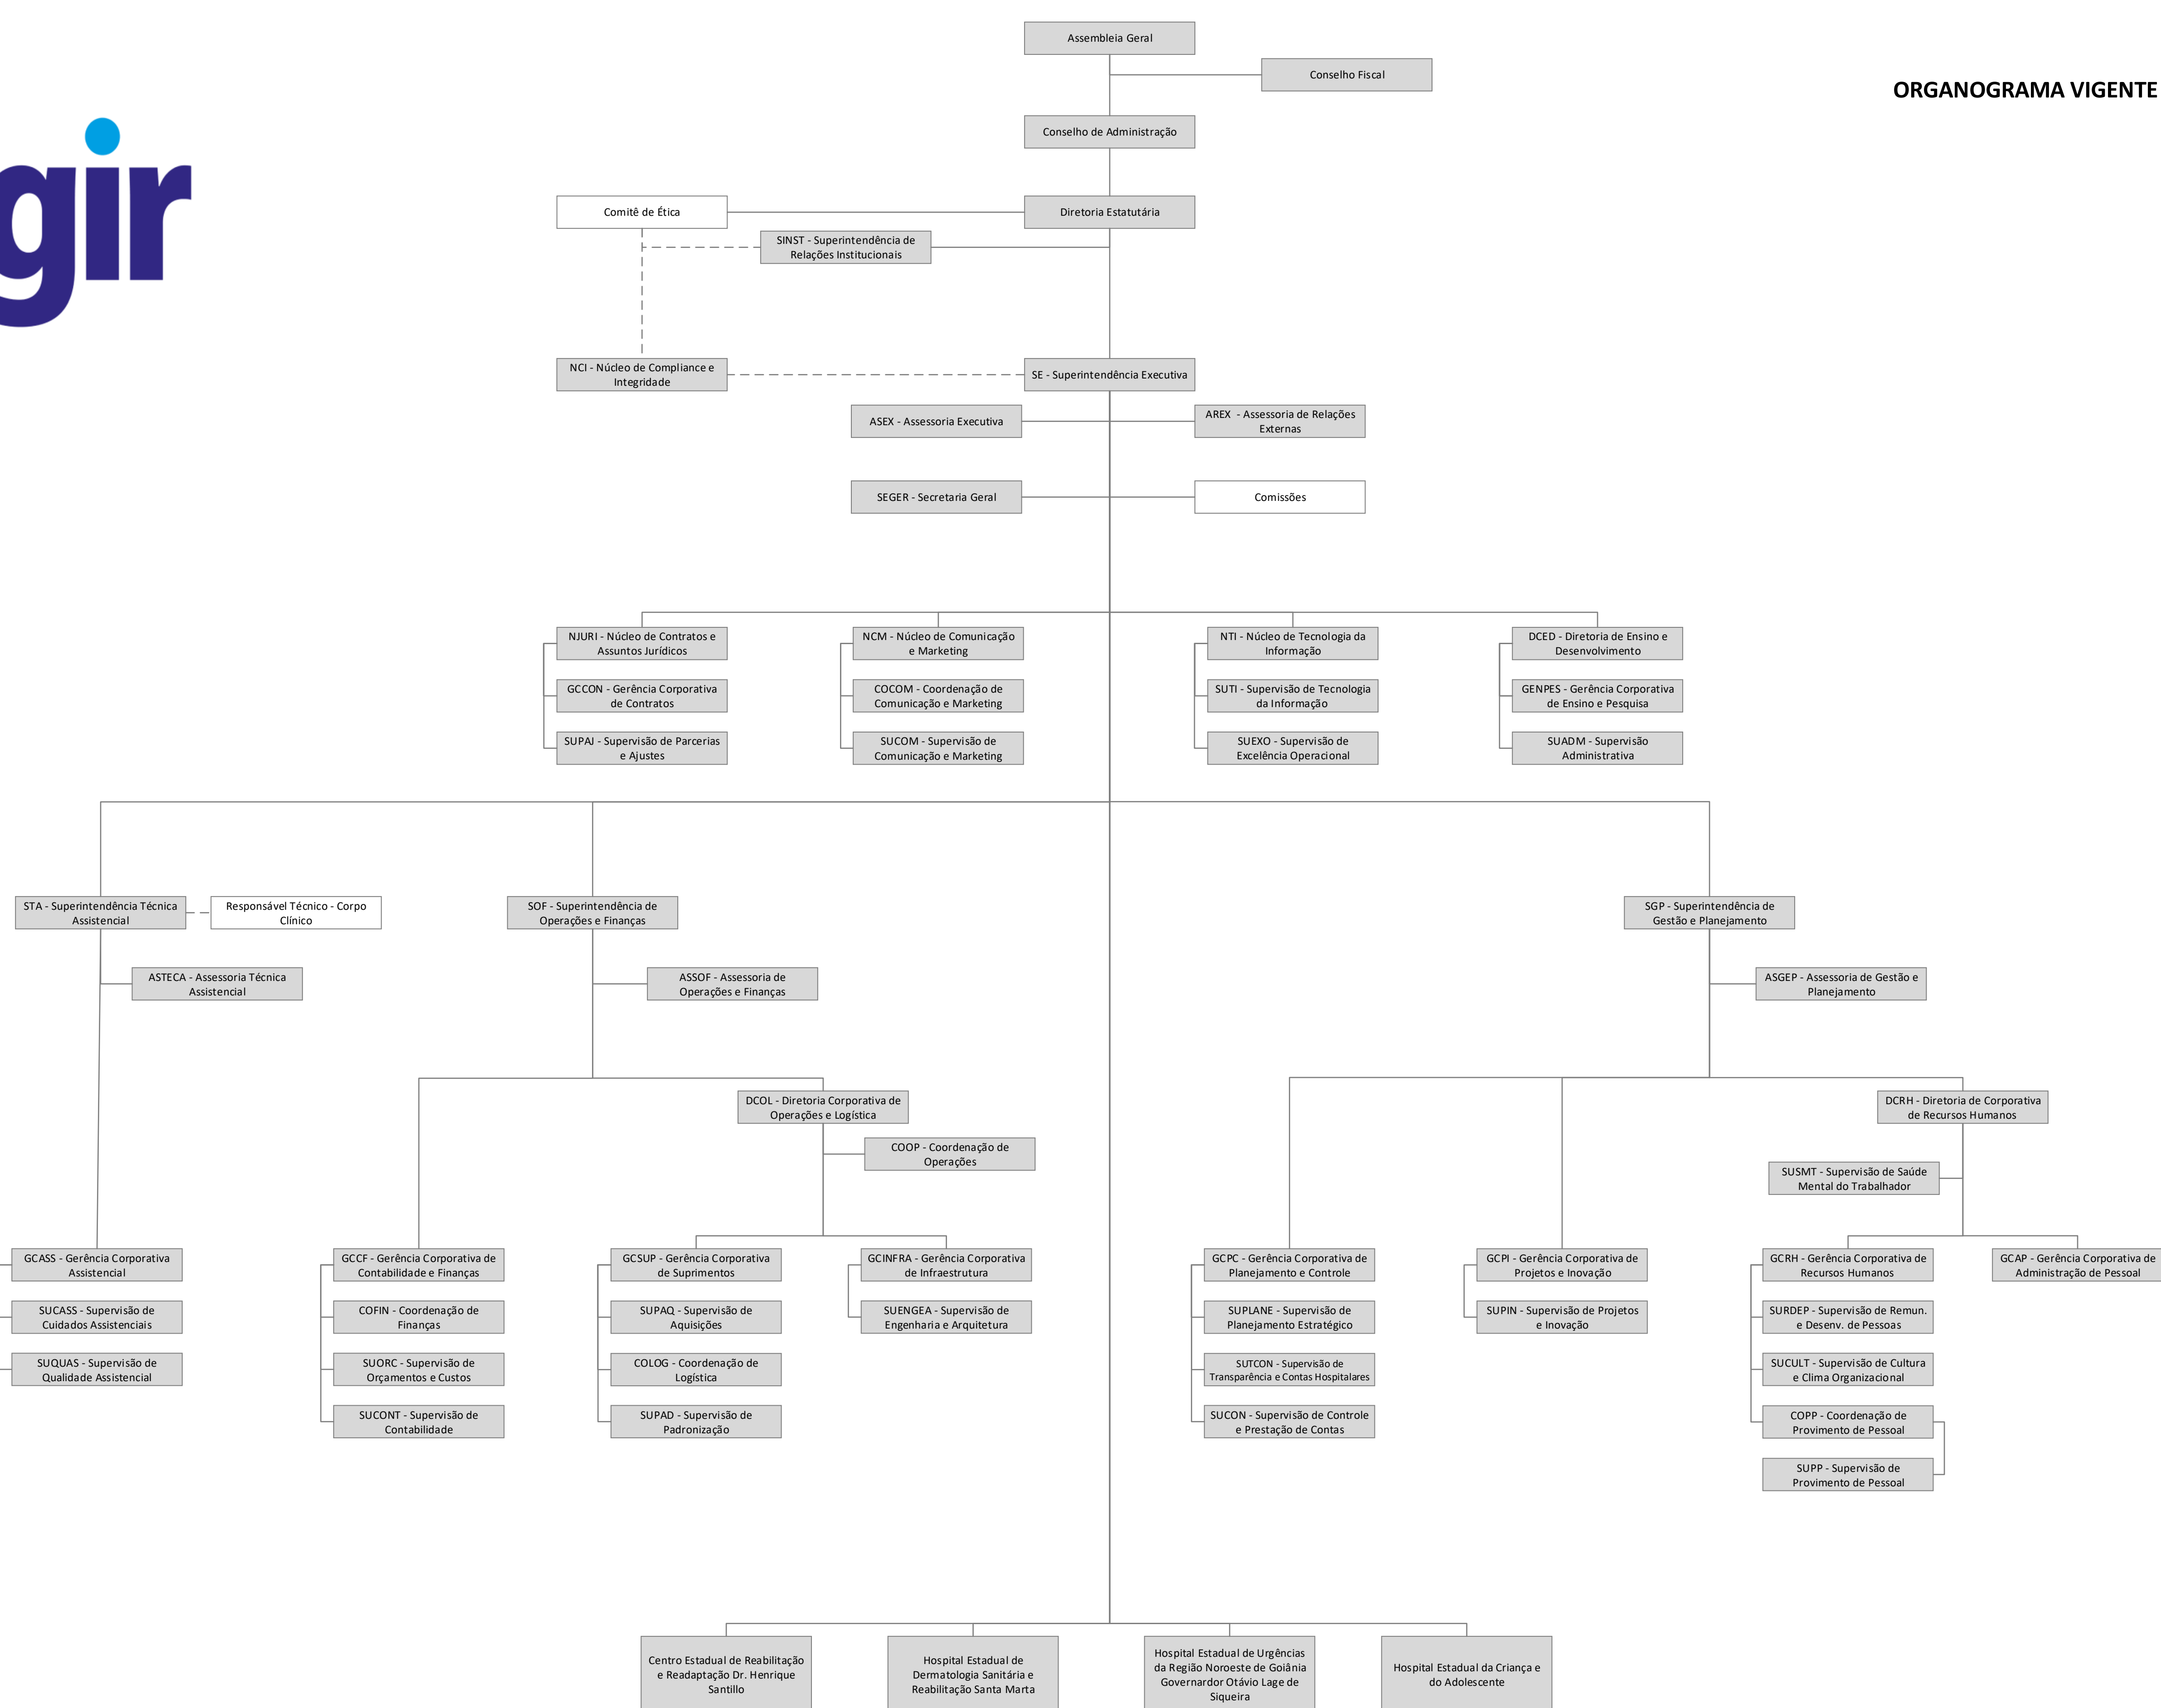 Assembleia Geral
Conselho Fiscal
ORGANOGRAMA VIGENTE
gir
Conselho de Administração
Comitê de Ética
Diretoria Estatutária
SINST - Superintendência de
Relações Institucionais
NCI - Núcleo de Compliance e
Integridade
SE - Superintendência Executiva
ASEX - Assessoria Executiva
AREX  - Assessoria de Relações
Externas
SEGER - Secretaria Geral
Comissões
NJURI - Núcleo de Contratos e
Assuntos Jurídicos
NCM - Núcleo de Comunicação
e Marketing
NTI - Núcleo de Tecnologia da
Informação
DCED - Diretoria de Ensino e
Desenvolvimento
GCCON - Gerência Corporativa
de Contratos
COCOM - Coordenação de
Comunicação e Marketing
SUTI - Supervisão de Tecnologia
da Informação
GENPES - Gerência Corporativa
de Ensino e Pesquisa
SUPAJ - Supervisão de Parcerias
e Ajustes
SUCOM - Supervisão de
Comunicação e Marketing
SUEXO - Supervisão de
Excelência Operacional
SUADM - Supervisão
Administrativa
STA - Superintendência Técnica
Assistencial
Responsável Técnico - Corpo
Clínico
SOF - Superintendência de
Operações e Finanças
SGP - Superintendência de
Gestão e Planejamento
ASTECA - Assessoria Técnica
Assistencial
ASSOF - Assessoria de
Operações e Finanças
ASGEP - Assessoria de Gestão e
Planejamento
DCOL - Diretoria Corporativa de
Operações e Logística
DCRH - Diretoria de Corporativa
de Recursos Humanos
COOP - Coordenação de
Operações
SUSMT - Supervisão de Saúde
Mental do Trabalhador
GCASS - Gerência Corporativa
Assistencial
GCCF - Gerência Corporativa de
Contabilidade e Finanças
GCSUP - Gerência Corporativa
de Suprimentos
GCINFRA - Gerência Corporativa
de Infraestrutura
GCPC - Gerência Corporativa de
Planejamento e Controle
GCPI - Gerência Corporativa de
Projetos e Inovação
GCRH - Gerência Corporativa de
Recursos Humanos
GCAP - Gerência Corporativa de
Administração de Pessoal
SUCASS - Supervisão de
Cuidados Assistenciais
COFIN - Coordenação de
Finanças
SUPAQ - Supervisão de
Aquisições
SUENGEA - Supervisão de
Engenharia e Arquitetura
SUPLANE - Supervisão de
Planejamento Estratégico
SUPIN - Supervisão de Projetos
e Inovação
SURDEP - Supervisão de Remun.
e Desenv. de Pessoas
SUQUAS - Supervisão de
Qualidade Assistencial
SUORC - Supervisão de
Orçamentos e Custos
COLOG - Coordenação de
Logística
SUTCON - Supervisão de
Transparência e Contas Hospitalares
SUCULT - Supervisão de Cultura
e Clima Organizacional
SUCONT - Supervisão de
Contabilidade
SUPAD - Supervisão de
Padronização
SUCON - Supervisão de Controle
e Prestação de Contas
COPP - Coordenação de
Provimento de Pessoal
SUPP - Supervisão de
Provimento de Pessoal
Centro Estadual de Reabilitação
e Readaptação Dr. Henrique
Santillo
Hospital Estadual de
Dermatologia Sanitária e
Reabilitação Santa Marta
Hospital Estadual de Urgências
da Região Noroeste de Goiânia
Governardor Otávio Lage de
Siqueira
Hospital Estadual da Criança e
do Adolescente